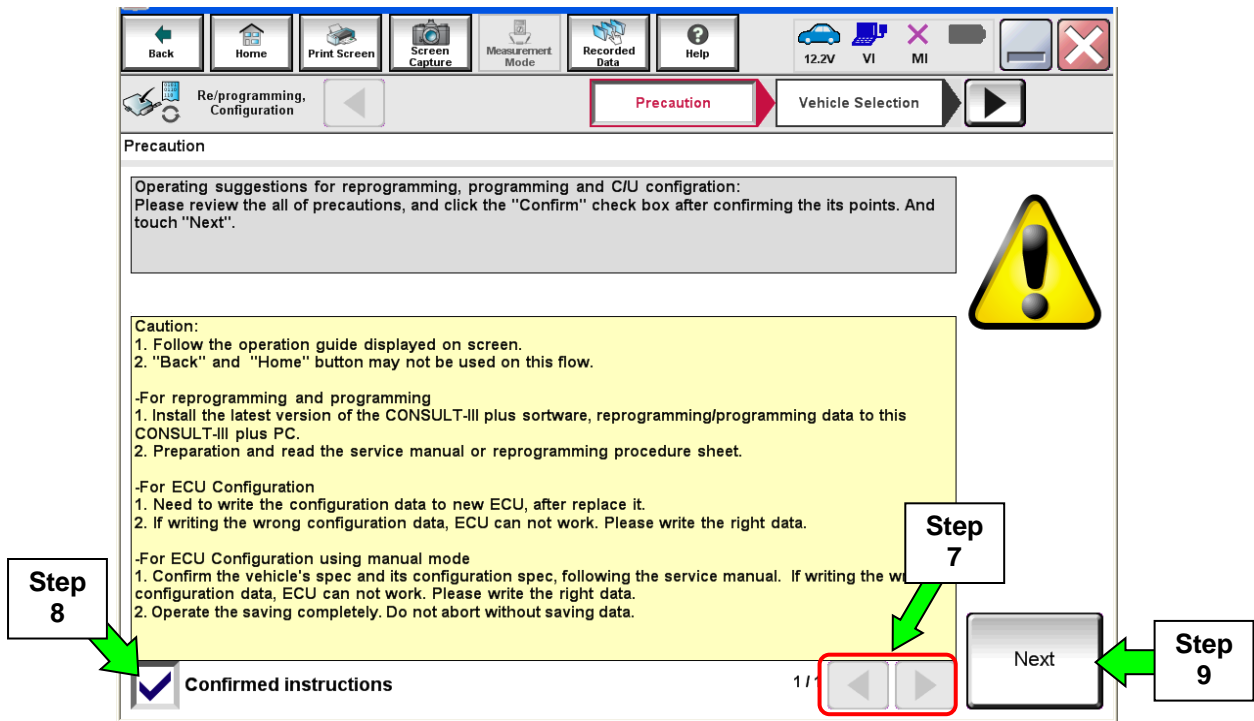 Back
Home
Print Screen
Screen
Capture
Measurement
Mode
Recorded
Data
Help
12.2V
VI
MI
Re/programming,
Configuration
Precaution
Vehicle Selection
Precaution
Operating suggestions for reprogramming, programming and C/U configration:
Please review the all of precautions, and click the "Confirm" check box after confirming the its points. And
touch "Next".
Caution:
1. Follow the operation guide displayed on screen.
2. "Back" and "Home" button may not be used on this flow.
-For reprogramming and programming
1. Install the latest version of the CONSULT-III plus sortware, reprogramming/programming data to this
CONSULT-III plus PC.
2. Preparation and read the service manual or reprogramming procedure sheet.
-For ECU Configuration
1. Need to write the configuration data to new ECU, after replace it.
2. If writing the wrong configuration data, ECU can not work. Please write the right data.
-For ECU Configuration using manual mode
1. Confirm the vehicle's spec and its configuration spec, following the service manual. If writing the
configuration data, ECU can not work. Please write the right data.
2. Operate the saving completely. Do not abort without saving data.
Step
7
Step
8
Confirmed instructions
1 / 1
Next
Step
9